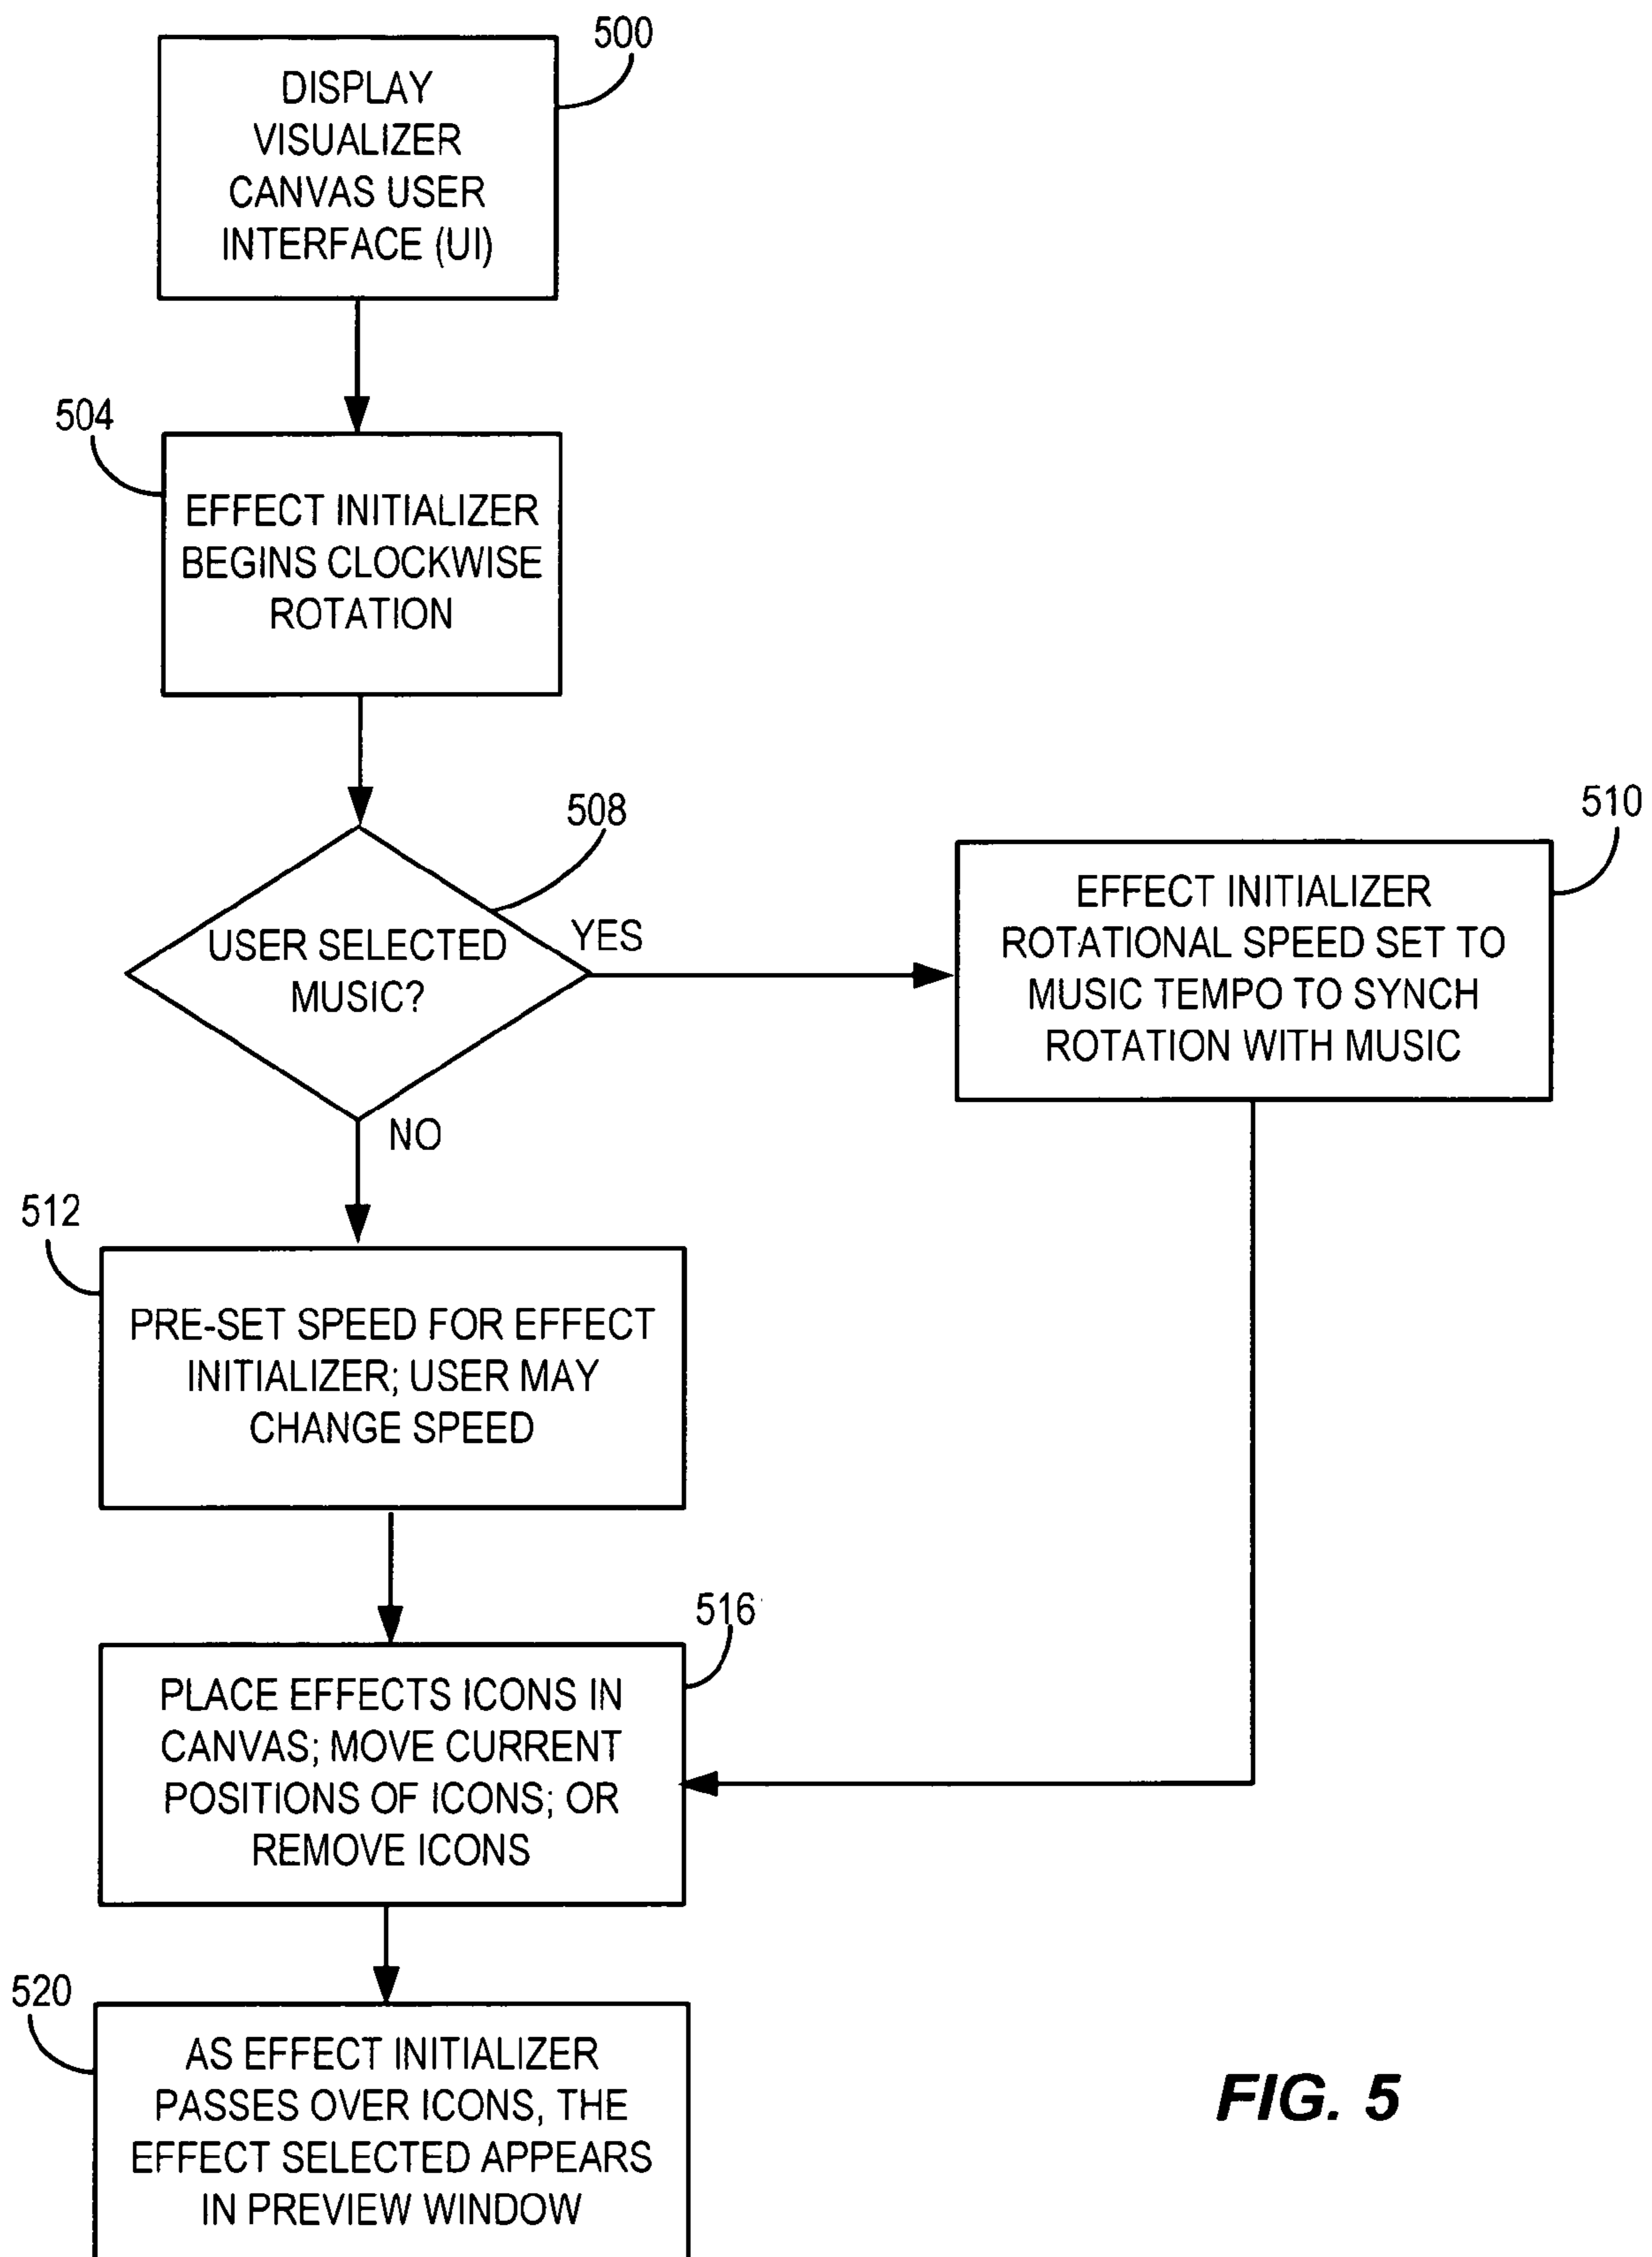 500
DISPLAY
VISUALIZER
CANVAS USER
INTERFACE (UI)
504
EFFECT INITIALIZER
BEGINS CLOCKWISE
ROTATION
508
USER SELECTED
MUSIC?
YES
NO
510
EFFECT INITIALIZER
ROTATIONAL SPEED SET TO
MUSIC TEMPO TO SYNCH
ROTATION WITH MUSIC
512
PRE-SET SPEED FOR EFFECT
INITIALIZER; USER MAY
CHANGE SPEED
516
PLACE EFFECTS ICONS IN
CANVAS; MOVE CURRENT
POSITIONS OF ICONS; OR
REMOVE ICONS
520
AS EFFECT INITIALIZER
PASSES OVER ICONS, THE
EFFECT SELECTED APPEARS
IN PREVIEW WINDOW
FIG. 5